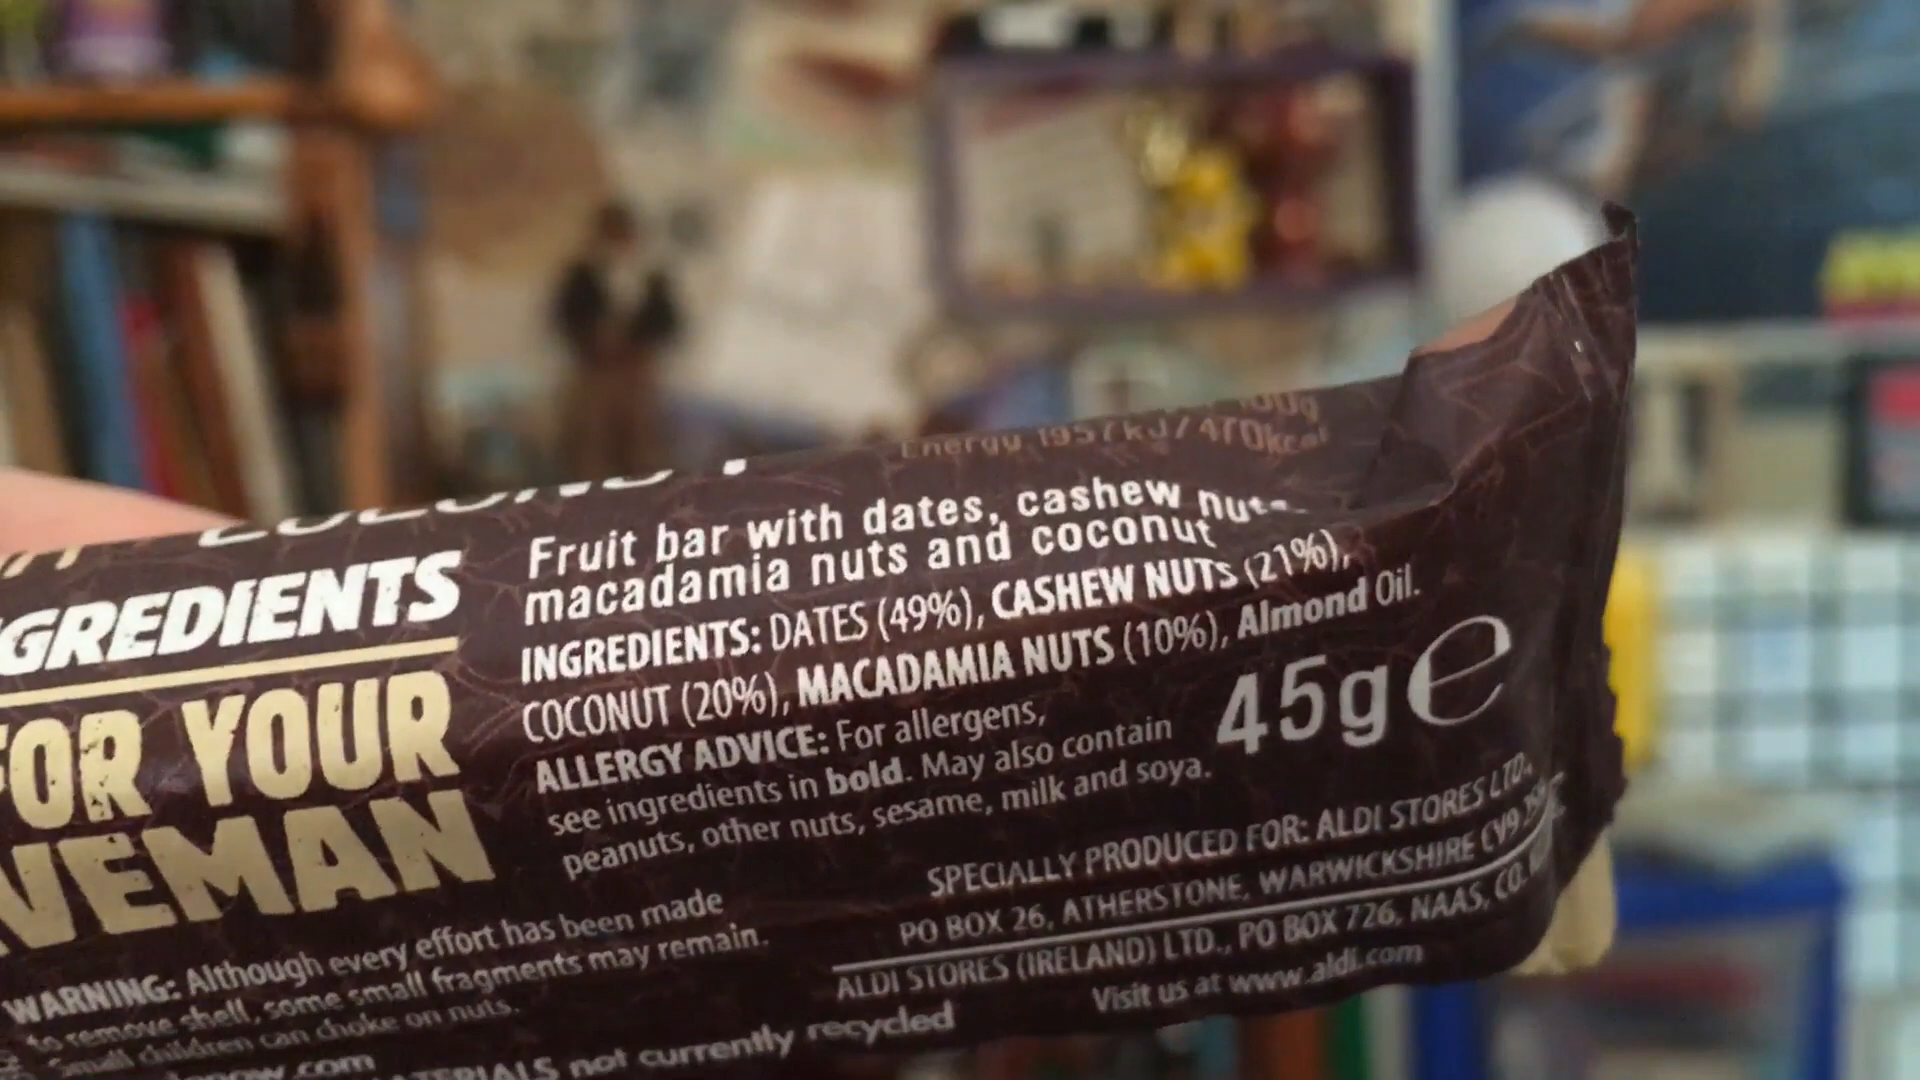 Energy 1957kJ/470kcal
INGREDIENTS
FOR YOUR
Fruit bar with dates, cashew nuts
macadamia nuts and coconut
INGREDIENTS: DATES (49%), CASHEW NUTS (21%),
COCONUT (20%), MACADAMIA NUTS (10%), Almond Oil.
ALLERGY ADVICE: For allergens,
see ingredients in bold. May also contain
peanuts, other nuts, sesame, milk and soya.
45g e
WARNING: Although every effort has been made
to remove shell, some small fragments may remain.
Small children can choke on nuts.
SPECIALLY PRODUCED FOR: ALDI STORES LTD.,
PO BOX 26, ATHERSTONE, WARWICKSHIRE CV9
ALDI STORES (IRELAND) LTD., PO BOX 726, NAAS, CO.
Visit us at www.aldi.com
not currently recycled